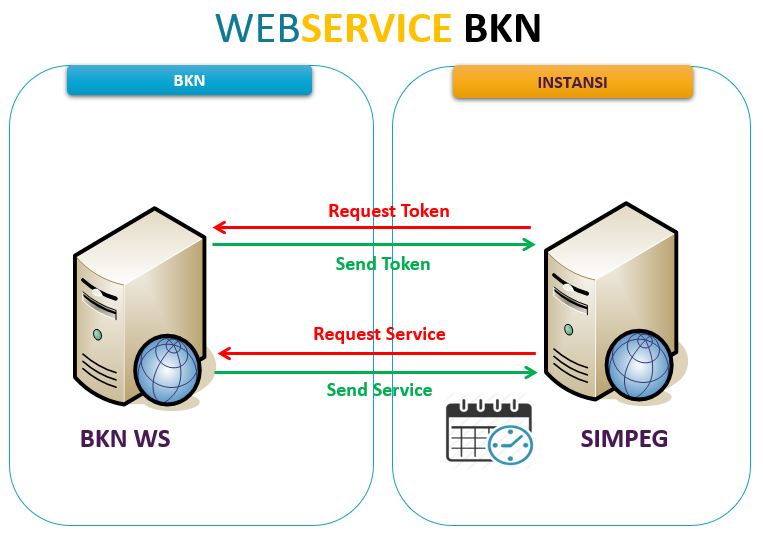 WEBSERVICE BKN
BKN
INSTANSI
Request Token
Send Token
Request Service
Send Service
BKN WS
SIMPEG